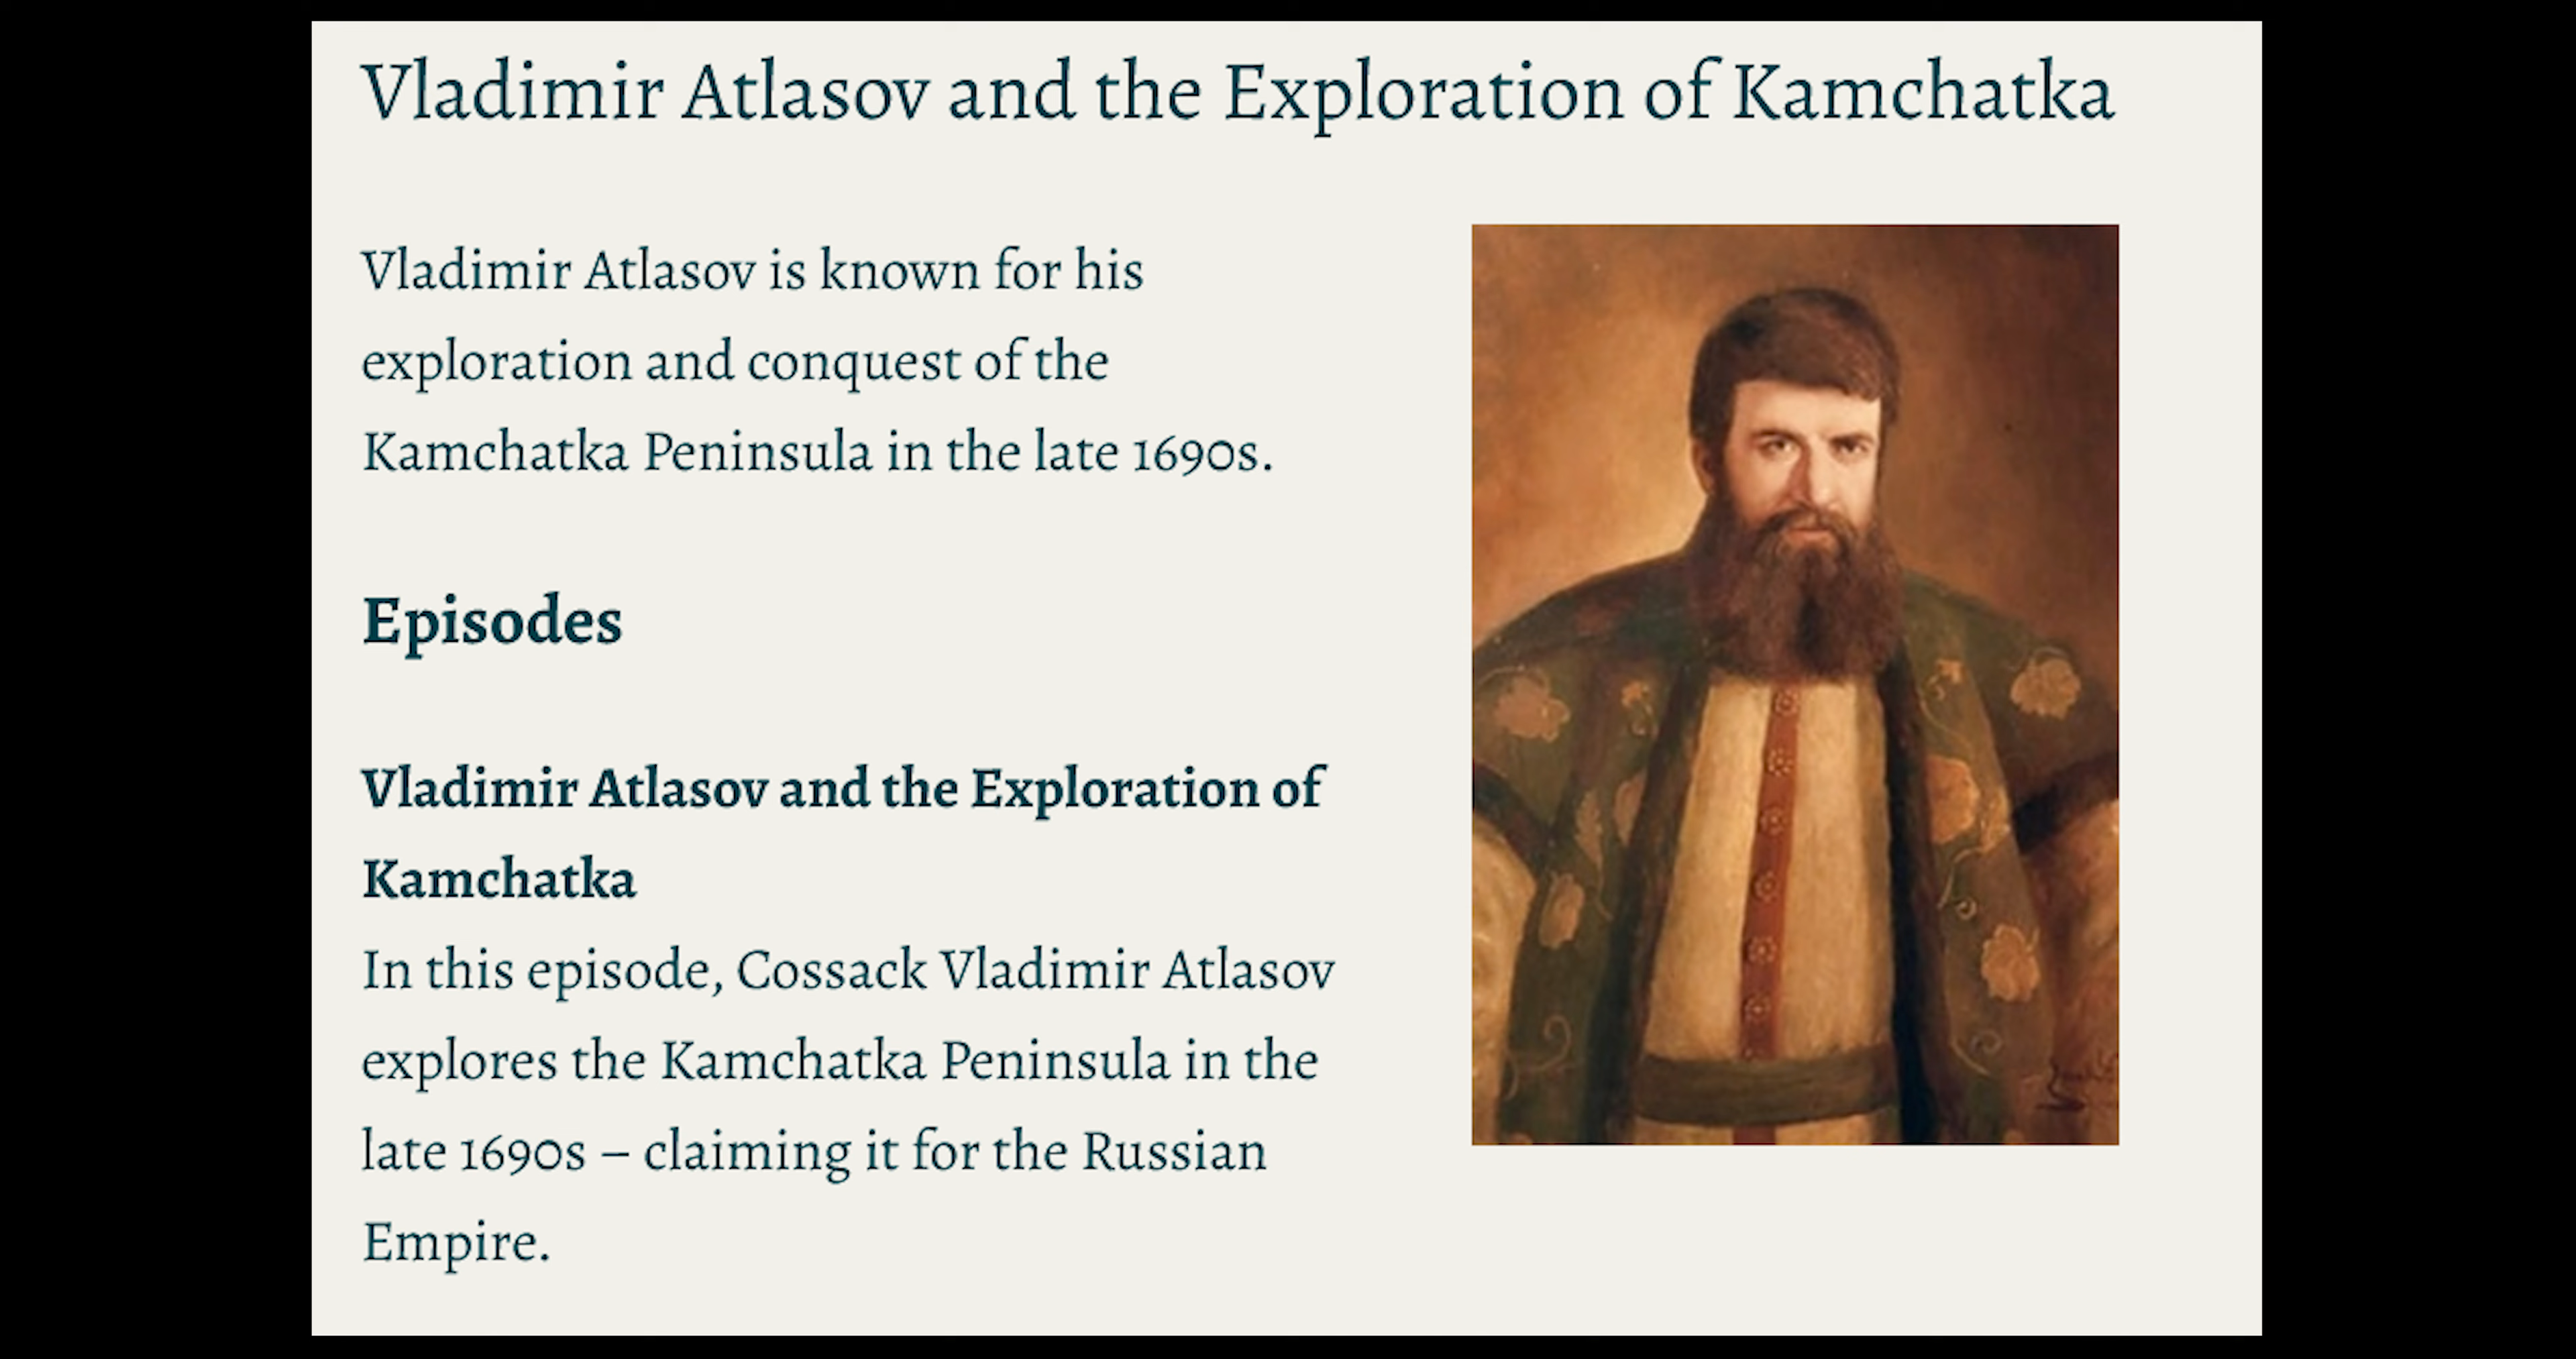 Vladimir Atlasov and the Exploration of Kamchatka
Vladimir Atlasov is known for his
exploration and conquest of the
Kamchatka Peninsula in the late 1690s.
Episodes
Vladimir Atlasov and the Exploration of
Kamchatka
In this episode, Cossack Vladimir Atlasov
explores the Kamchatka Peninsula in the
late 1690s – claiming it for the Russian
Empire.